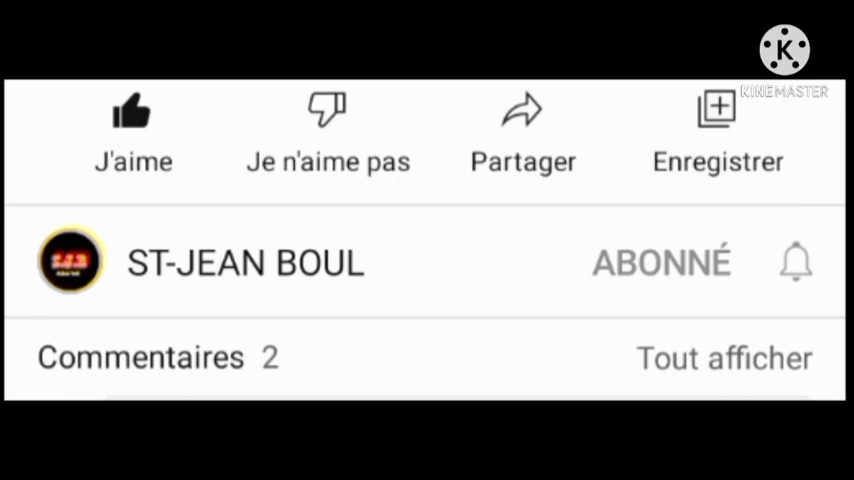 K
KINEMASTER
J'aime
Je n'aime pas
Partager
Enregistrer
S.J.B
ST-JEAN BOUL
ABONNÉ
Commentaires 2
Tout afficher